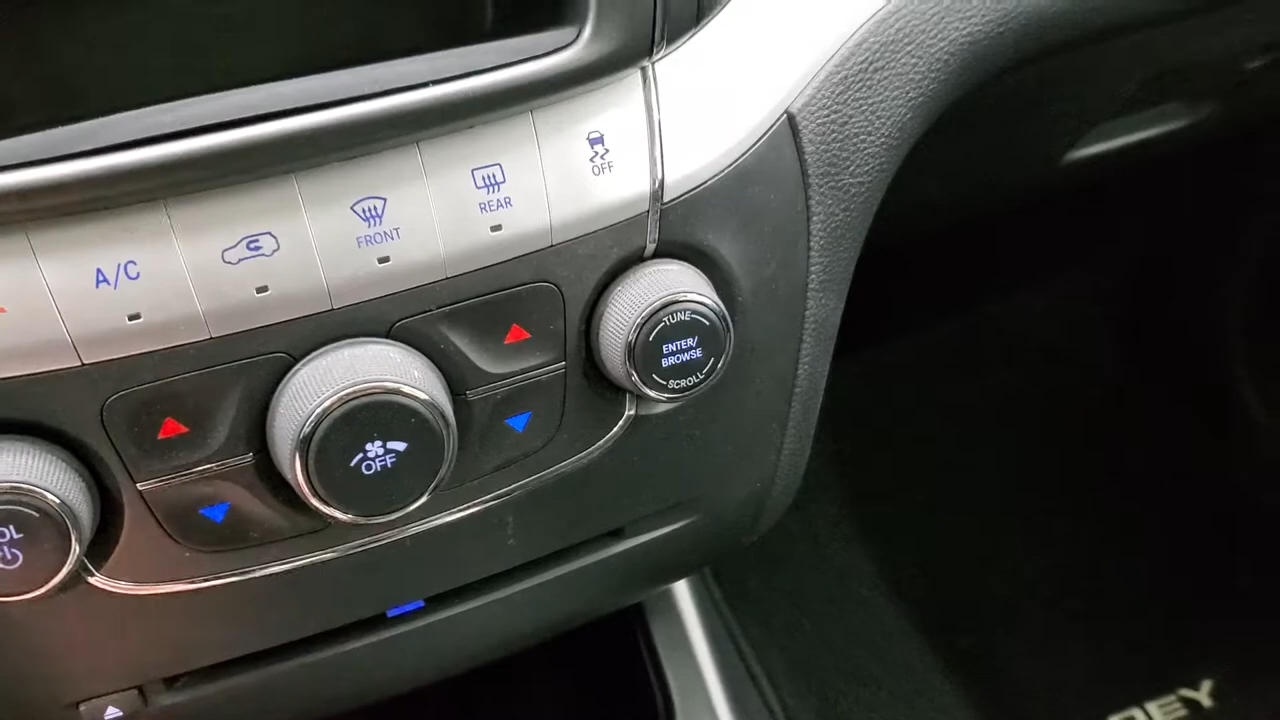 A/C
FRONT
REAR
OFF
TUNE
ENTER/
BROWSE
SCROLL
OFF